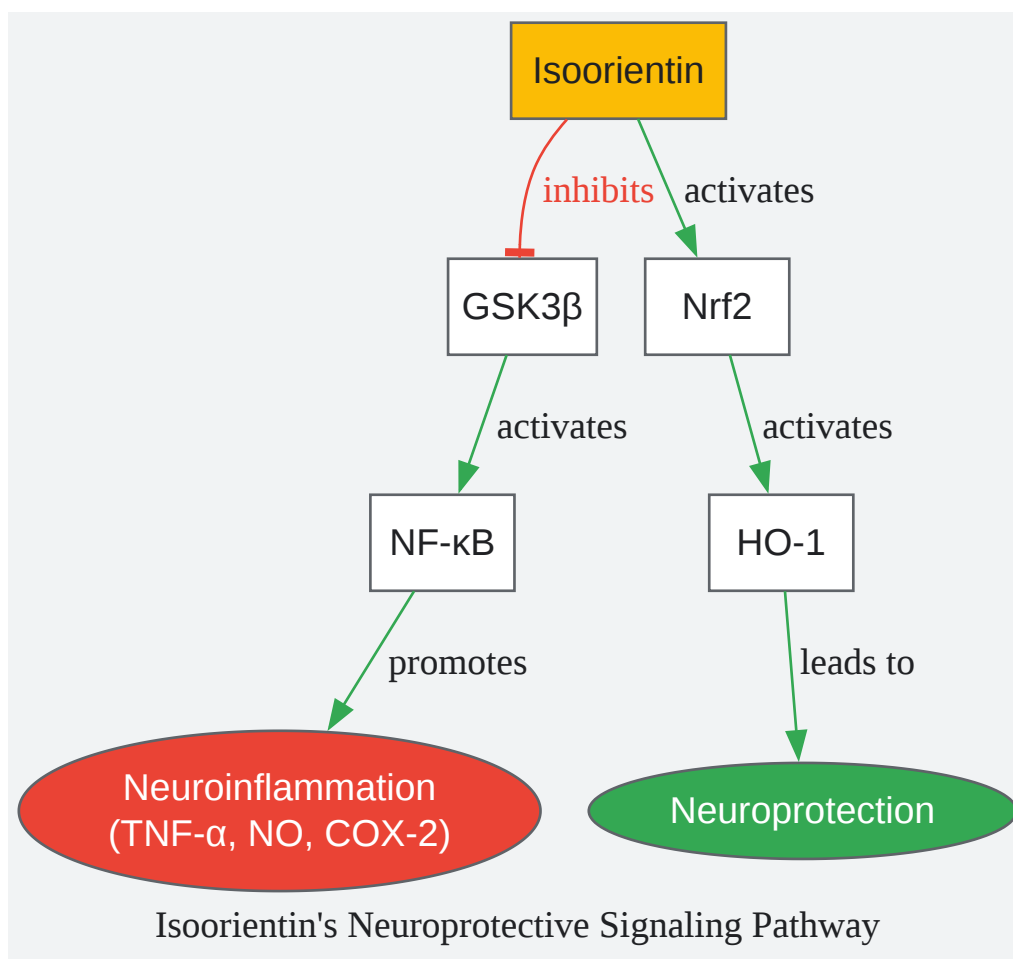 Isoorientin
inhibits
activates
GSK3β
Nrf2
activates
activates
NF-κB
HO-1
promotes
leads to
Neuroinflammation
(TNF-α, NO, COX-2)
Neuroprotection
Isoorientin's Neuroprotective Signaling Pathway